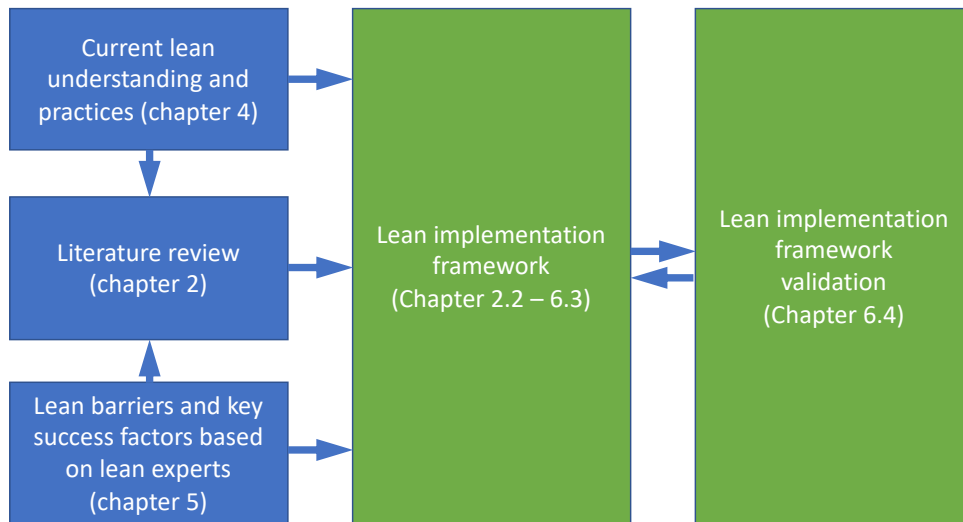 Current lean
understanding and
practices (chapter 4)
Literature review
(chapter 2)
Lean barriers and key
success factors based
on lean experts
(chapter 5)
Lean implementation
framework
(Chapter 2.2 – 6.3)
Lean implementation
framework
validation
(Chapter 6.4)